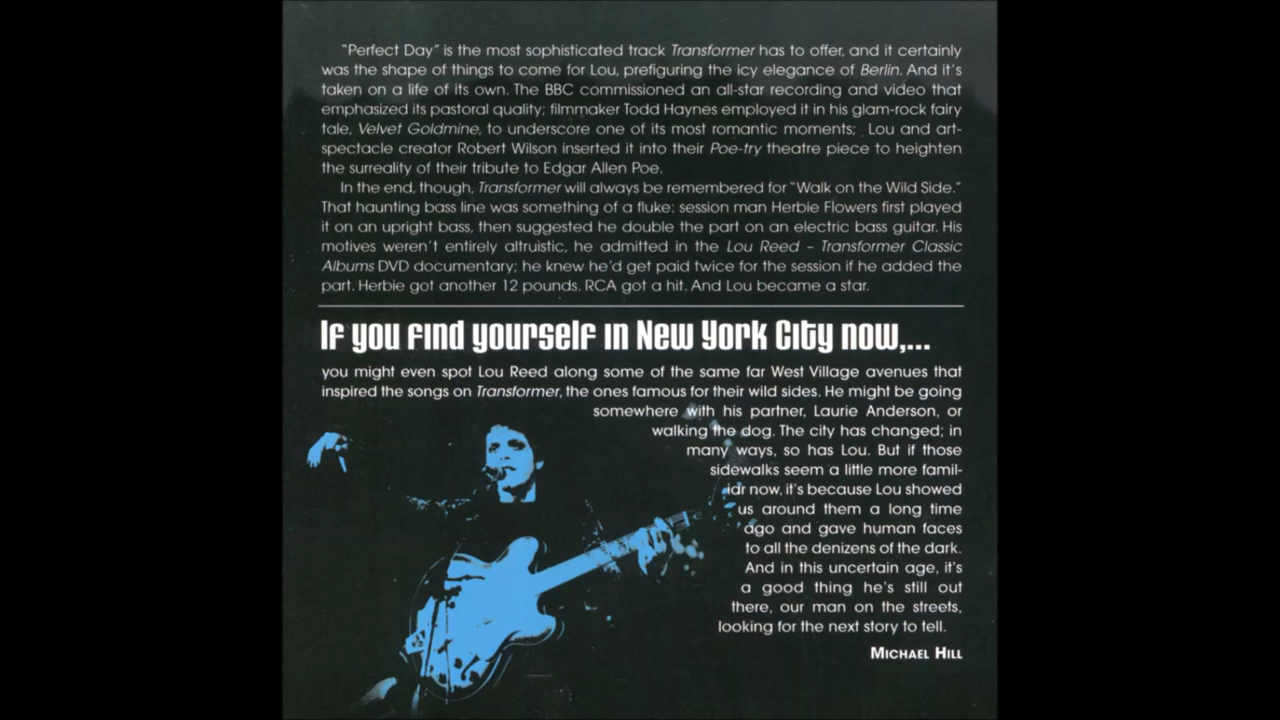 "Perfect Day" is the most sophisticated track Transformer has to offer, and it certainly
was the shape of things to come for Lou, prefiguring the icy elegance of Berlin. And it's
taken on a life of its own. The BBC commissioned an all-star recording and video that
emphasized its pastoral quality; filmmaker Todd Haynes employed it in his glam-rock fairy
tale, Velvet Goldmine, to underscore one of its most romantic moments; Lou and art-
spectacle creator Robert Wilson inserted it into their Poe-try theatre piece to heighten
the surreality of their tribute to Edgar Allen Poe.
In the end, though, Transformer will always be remembered for "Walk on the Wild Side."
That haunting bass line was something of a fluke: session man Herbie Flowers first played
it on an upright bass, then suggested he double the part on an electric bass guitar. His
motives weren't entirely altruistic, he admitted in the Lou Reed – Transformer Classic
Albums DVD documentary; he knew he'd get paid twice for the session if he added the
part. Herbie got another 12 pounds. RCA got a hit. And Lou became a star.
If you find yourself in New York City now,...
you might even spot Lou Reed along some of the same far West Village avenues that
inspired the songs on Transformer, the ones famous for their wild sides. He might be going
somewhere with his partner, Laurie Anderson, or
walking the dog. The city has changed; in
many ways, so has Lou. But if those
sidewalks seem a little more famil-
iar now, it's because Lou showed
us around them a long time
ago and gave human faces
to all the denizens of the dark.
And in this uncertain age, it's
a good thing he's still out
there, our man on the streets,
looking for the next story to tell.
Michael Hill